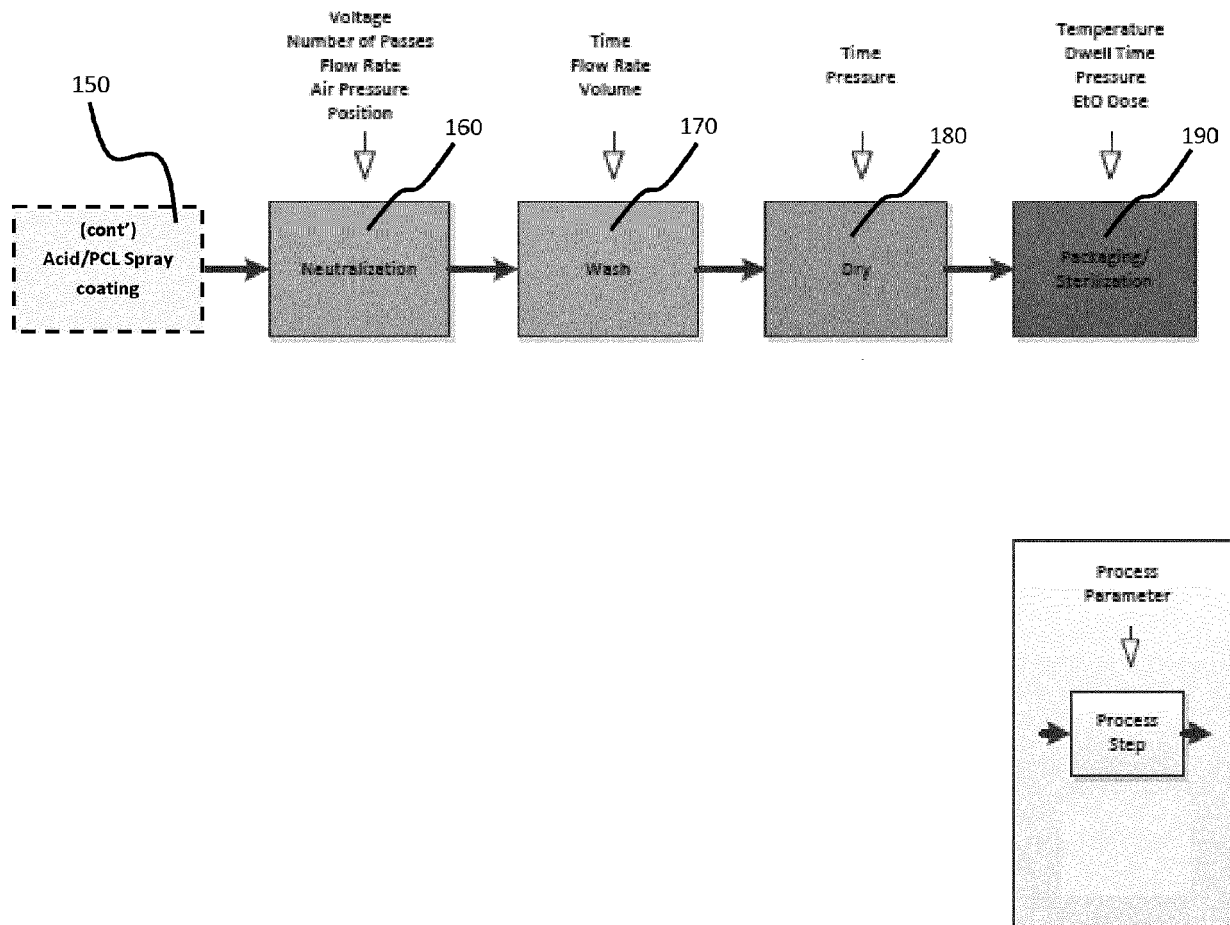 Voltage
Number of Passes
Flow Rate
Air Pressure
Position
Time
Flow Rate
Volume
Time
Pressure
Temperature
Dwell Time
Pressure
EtO Dose
150
160
170
180
190
(cont')
Acid/PCL Spray
coating
Neutralization
Wash
Dry
Packaging/
Sterilization
Process
Parameter
Process
Step